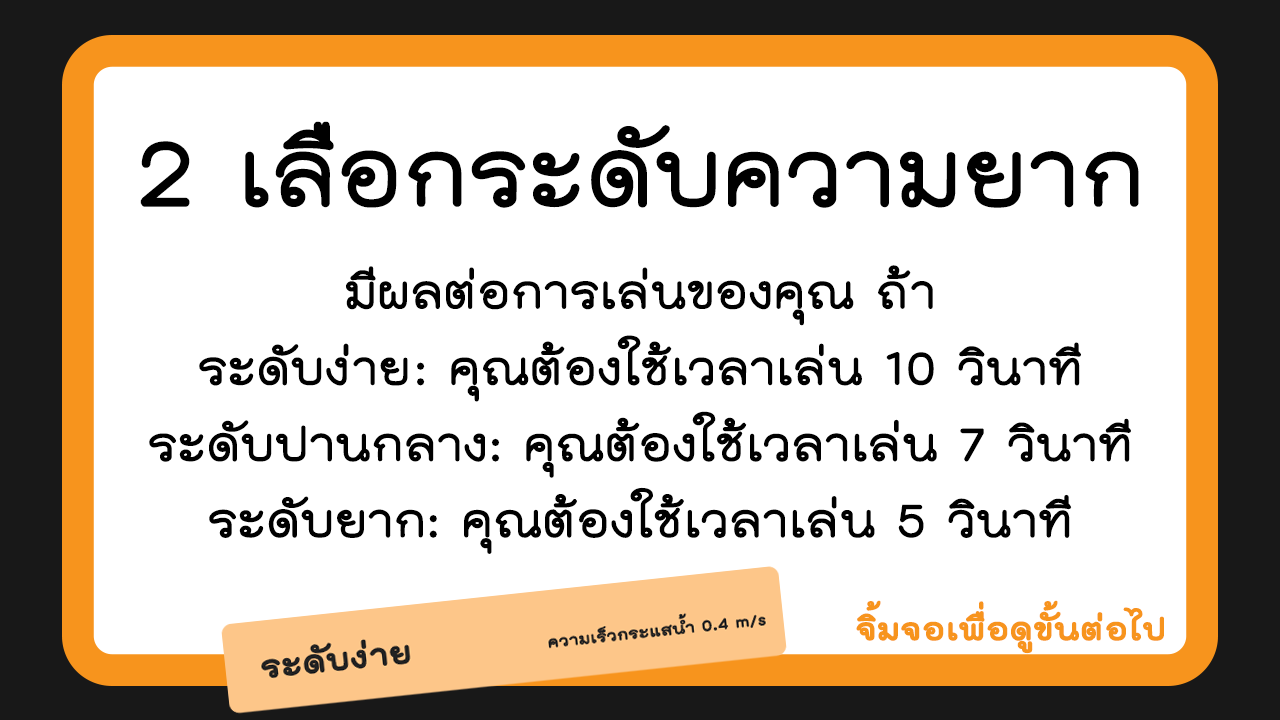 2 เลือกระดับความยาก
มีผลต่อการเล่นของคุณ ถ้า
ระดับง่าย: คุณต้องใช้เวลาเล่น 10 วินาที
ระดับปานกลาง: คุณต้องใช้เวลาเล่น 7 วินาที
ระดับยาก: คุณต้องใช้เวลาเล่น 5 วินาที
ระดับง่าย ความเร็วกระแสน้ำ 0.4 m/s
จิ้มจอเพื่อดูขั้นต่อไป